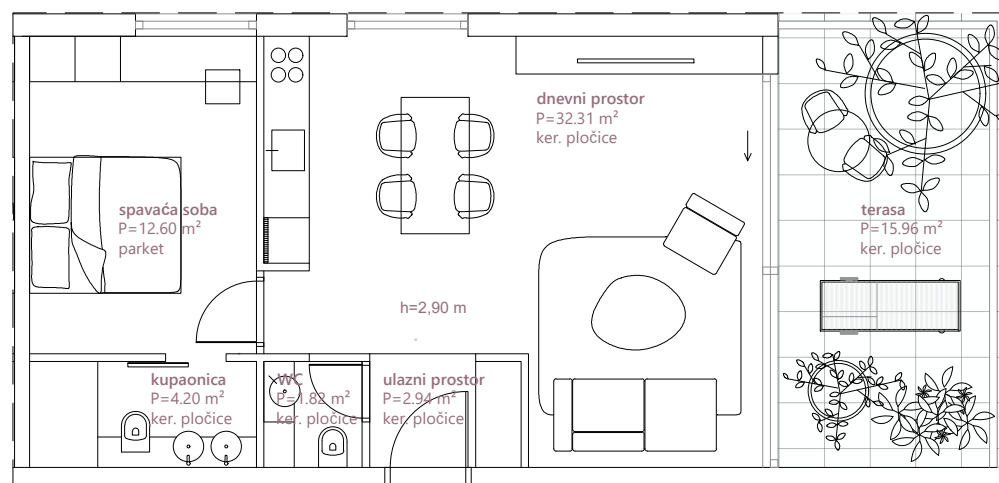 dnevni prostor
P=32.31 m²
ker. pločice
spavaća soba
P=12.60 m²
parket
terasa
P=15.96 m²
ker. pločice
h=2,90 m
kupaonica
P=4.20 m²
ker. pločice
WC
P=1.82 m²
ker. pločice
ulazni prostor
P=2.94 m²
ker. pločice